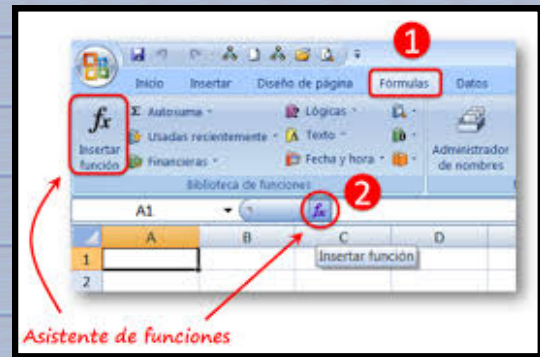 1
Inicio Insertar Diseño de página Fórmulas Datos
fx Insertar función
Σ Autosuma
Usadas recientemente
Financieras
Lógicas
Texto
Fecha y hora
Administrador de nombres
Biblioteca de funciones
2
A1 fx
A B C D
Insertar función
1
2
Asistente de funciones